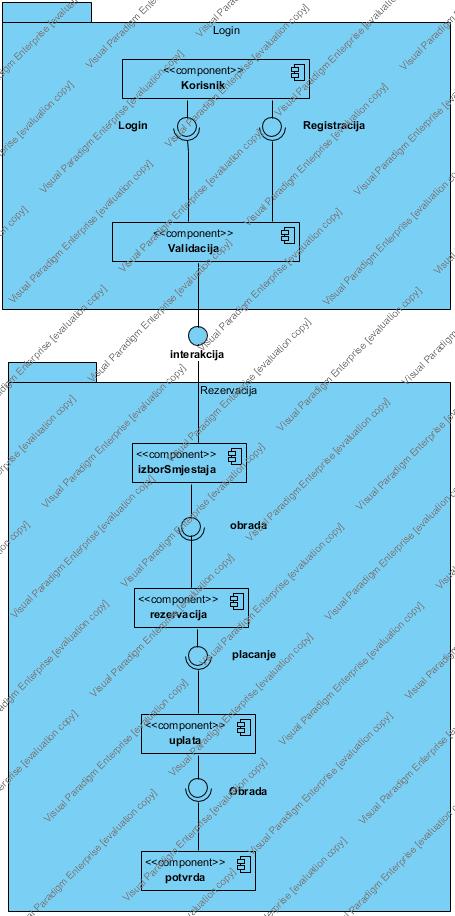 Login
<<component>>
Korisnik
Login
Registracija
<<component>>
Validacija
interakcija
Rezervacija
<<component>>
izborSmjestaja
obrada
<<component>>
rezervacija
placanje
<<component>>
uplata
Obrada
<<component>>
potvrda
Visual Paradigm Enterprise [evaluation copy]